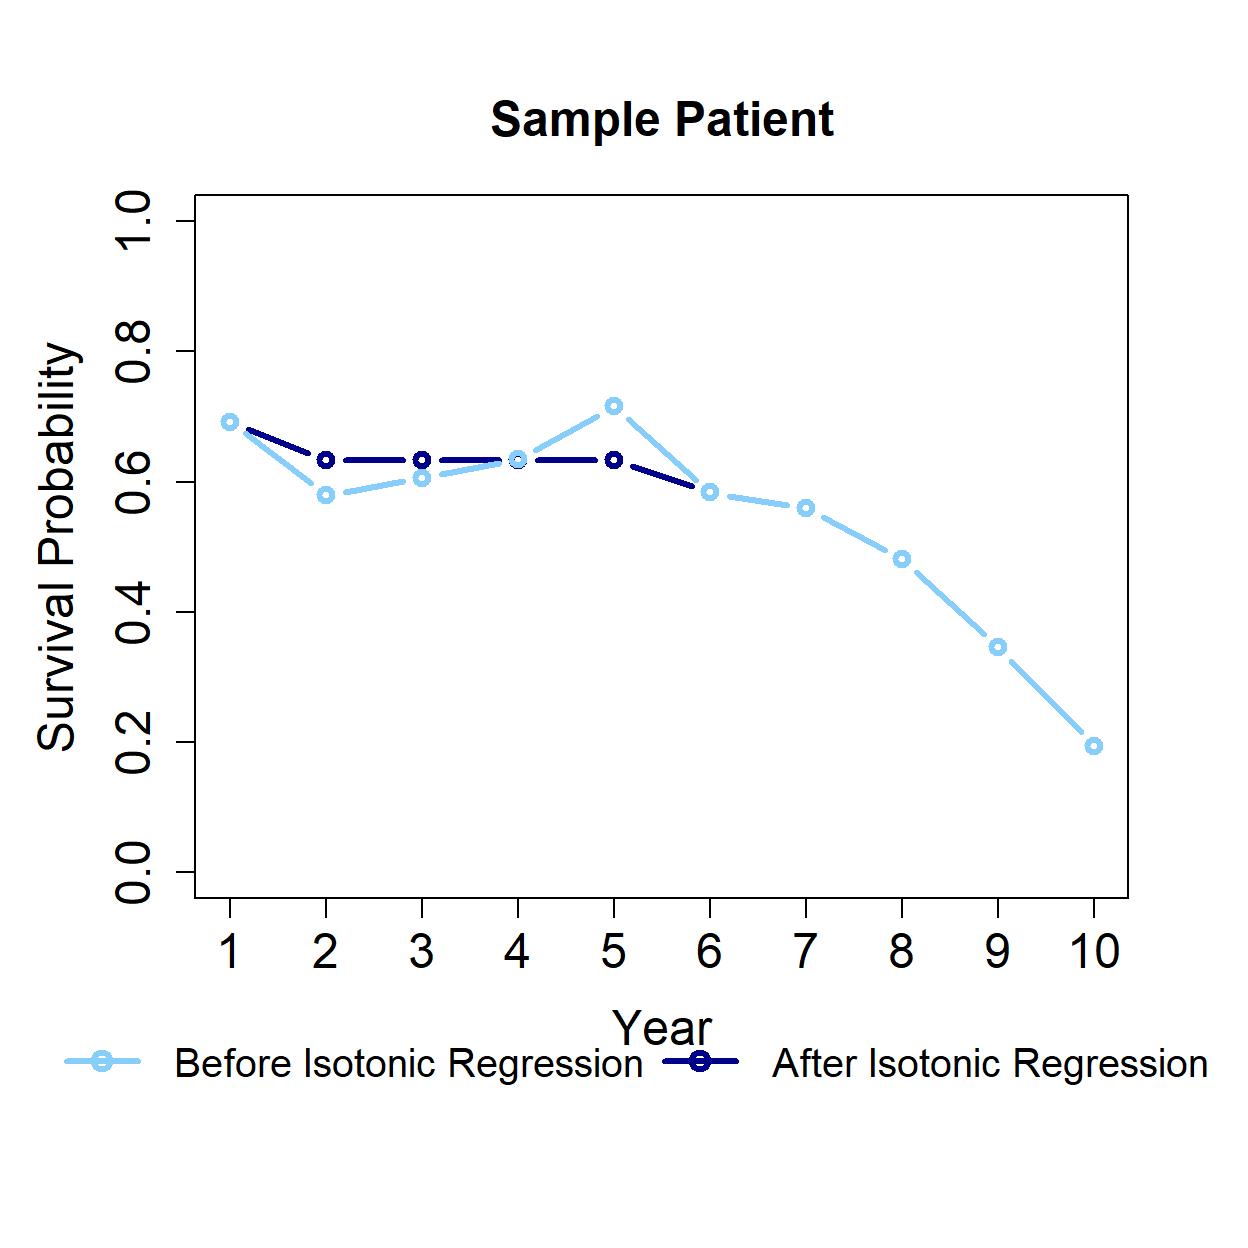 Sample Patient
Survival Probability
1.0
0.8
0.6
0.4
0.2
0.0
1 2 3 4 5 6 7 8 9 10
Year
Before Isotonic Regression After Isotonic Regression